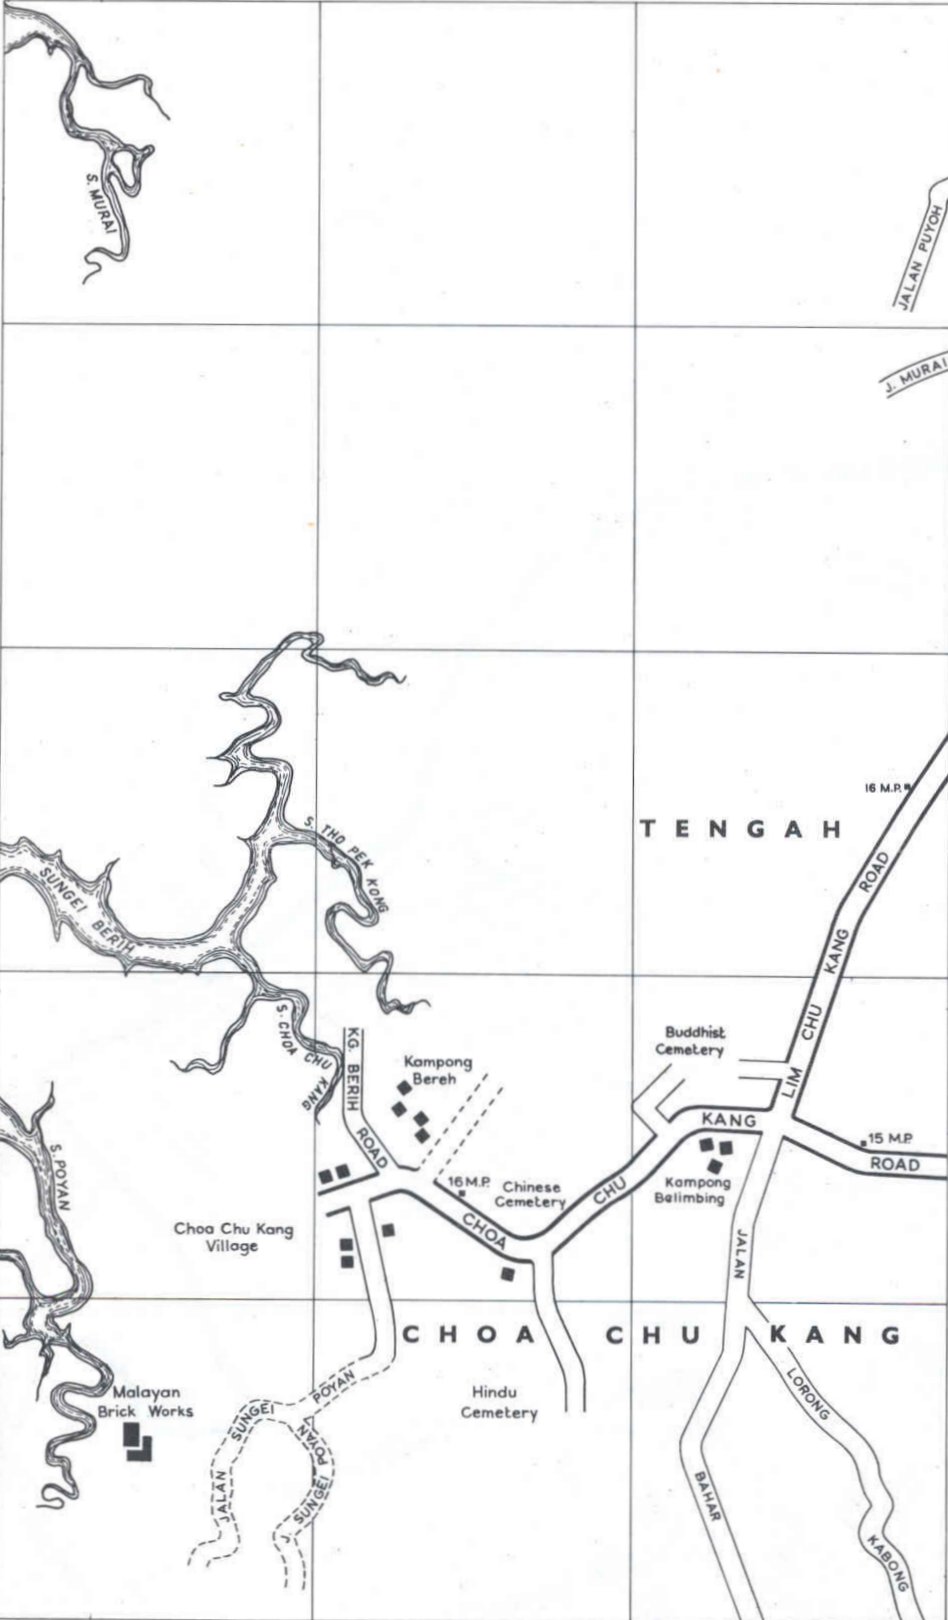 S. MURAI
JALAN PUYOH
J. MURAI
16 M.P.
TENGAH
S. THO PEK KONG
SUNGEI BERIH
LIM CHU KANG ROAD
S. CHOA CHU KANG
KG. BERIH ROAD
Kampong
Bereh
Buddhist
Cemetery
15 M.P.
CHOA CHU KANG ROAD
Kampong
Belimbing
16 M.P.
Chinese
Cemetery
S. POYAN
Choa Chu Kang
Village
CHOA CHU KANG
Malayan
Brick Works
Hindu
Cemetery
JALAN SUNGEI POYAN
J. SUNGEI POYAN
JALAN BAHAR
LORONG KABONG